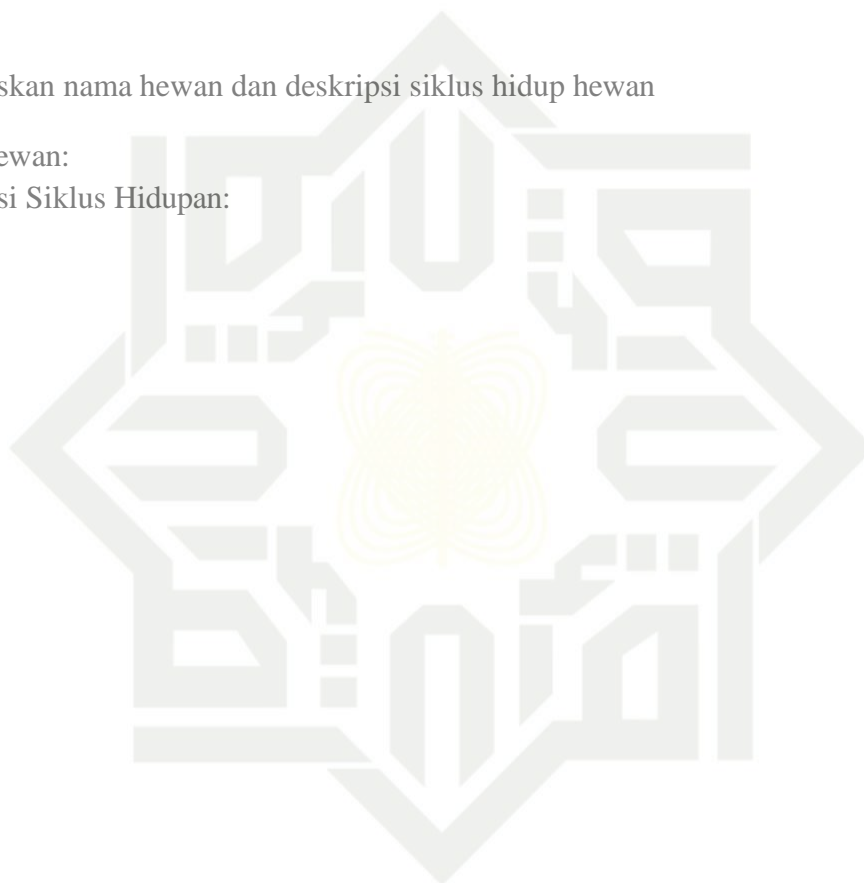 skan nama hewan dan deskripsi siklus hidup hewan
ewan:
si Siklus Hidupan: